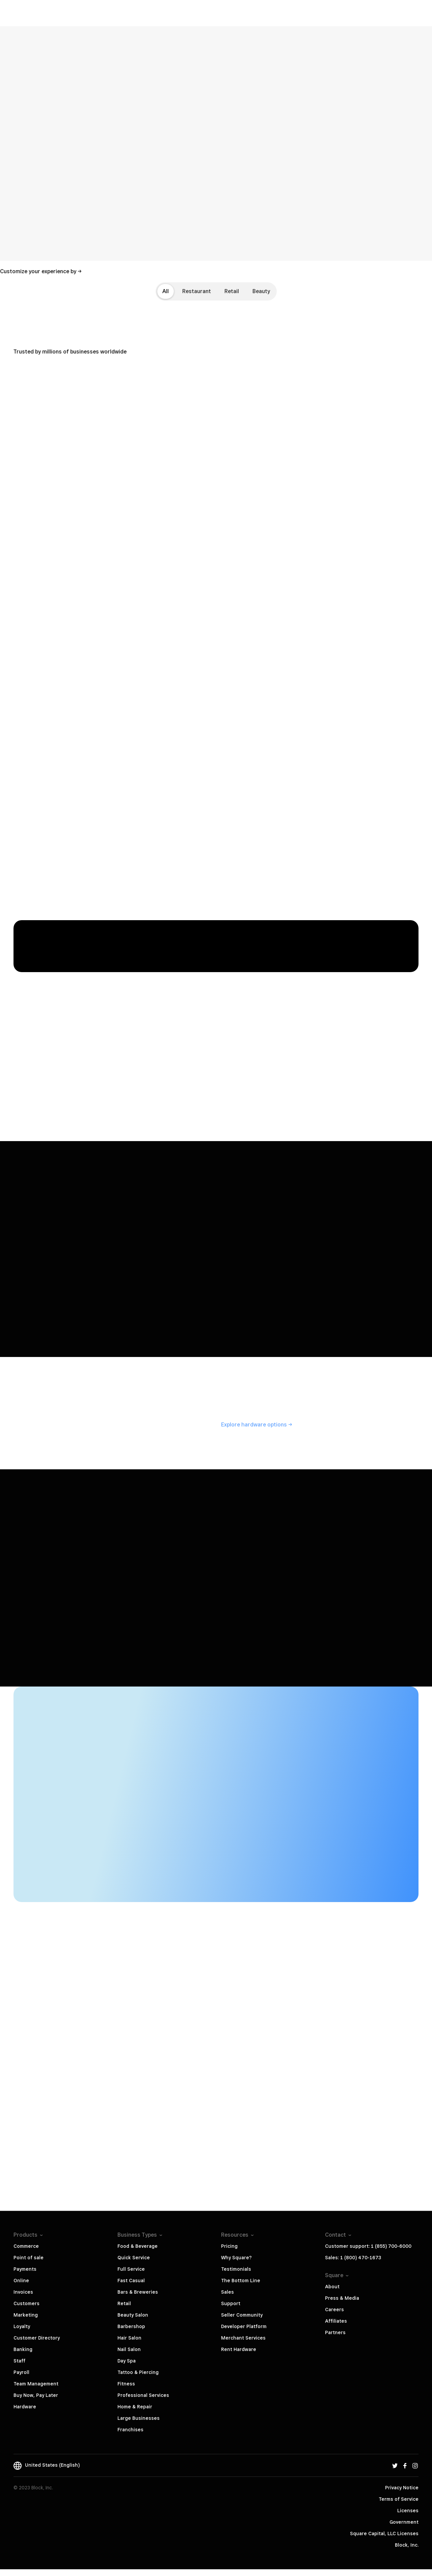 Customize your experience by →
All
Restaurant
Retail
Beauty
Trusted by millions of businesses worldwide
Explore hardware options →
Products
Commerce
Point of sale
Payments
Online
Invoices
Customers
Marketing
Loyalty
Customer Directory
Banking
Staff
Payroll
Team Management
Buy Now, Pay Later
Hardware
Business Types
Food & Beverage
Quick Service
Full Service
Fast Casual
Bars & Breweries
Retail
Beauty Salon
Barbershop
Hair Salon
Nail Salon
Day Spa
Tattoo & Piercing
Fitness
Professional Services
Home & Repair
Large Businesses
Franchises
Resources
Pricing
Why Square?
Testimonials
The Bottom Line
Sales
Support
Seller Community
Developer Platform
Merchant Services
Rent Hardware
Contact
Customer support: 1 (855) 700-6000
Sales: 1 (800) 470-1673
Square
About
Press & Media
Careers
Affiliates
Partners
United States (English)
© 2022 Block, Inc.
Privacy Notice
Terms of Service
Licenses
Government
Square Capital, LLC Licenses
Block, Inc.